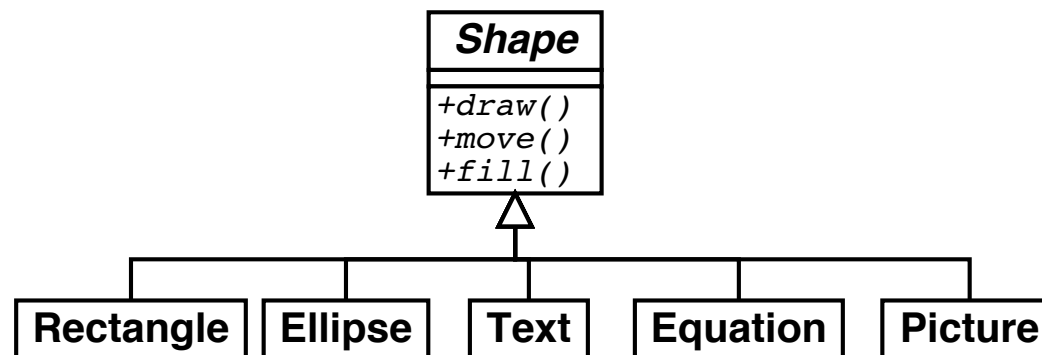 Shape
+draw()
+move()
+fill()
Rectangle Ellipse Text Equation Picture